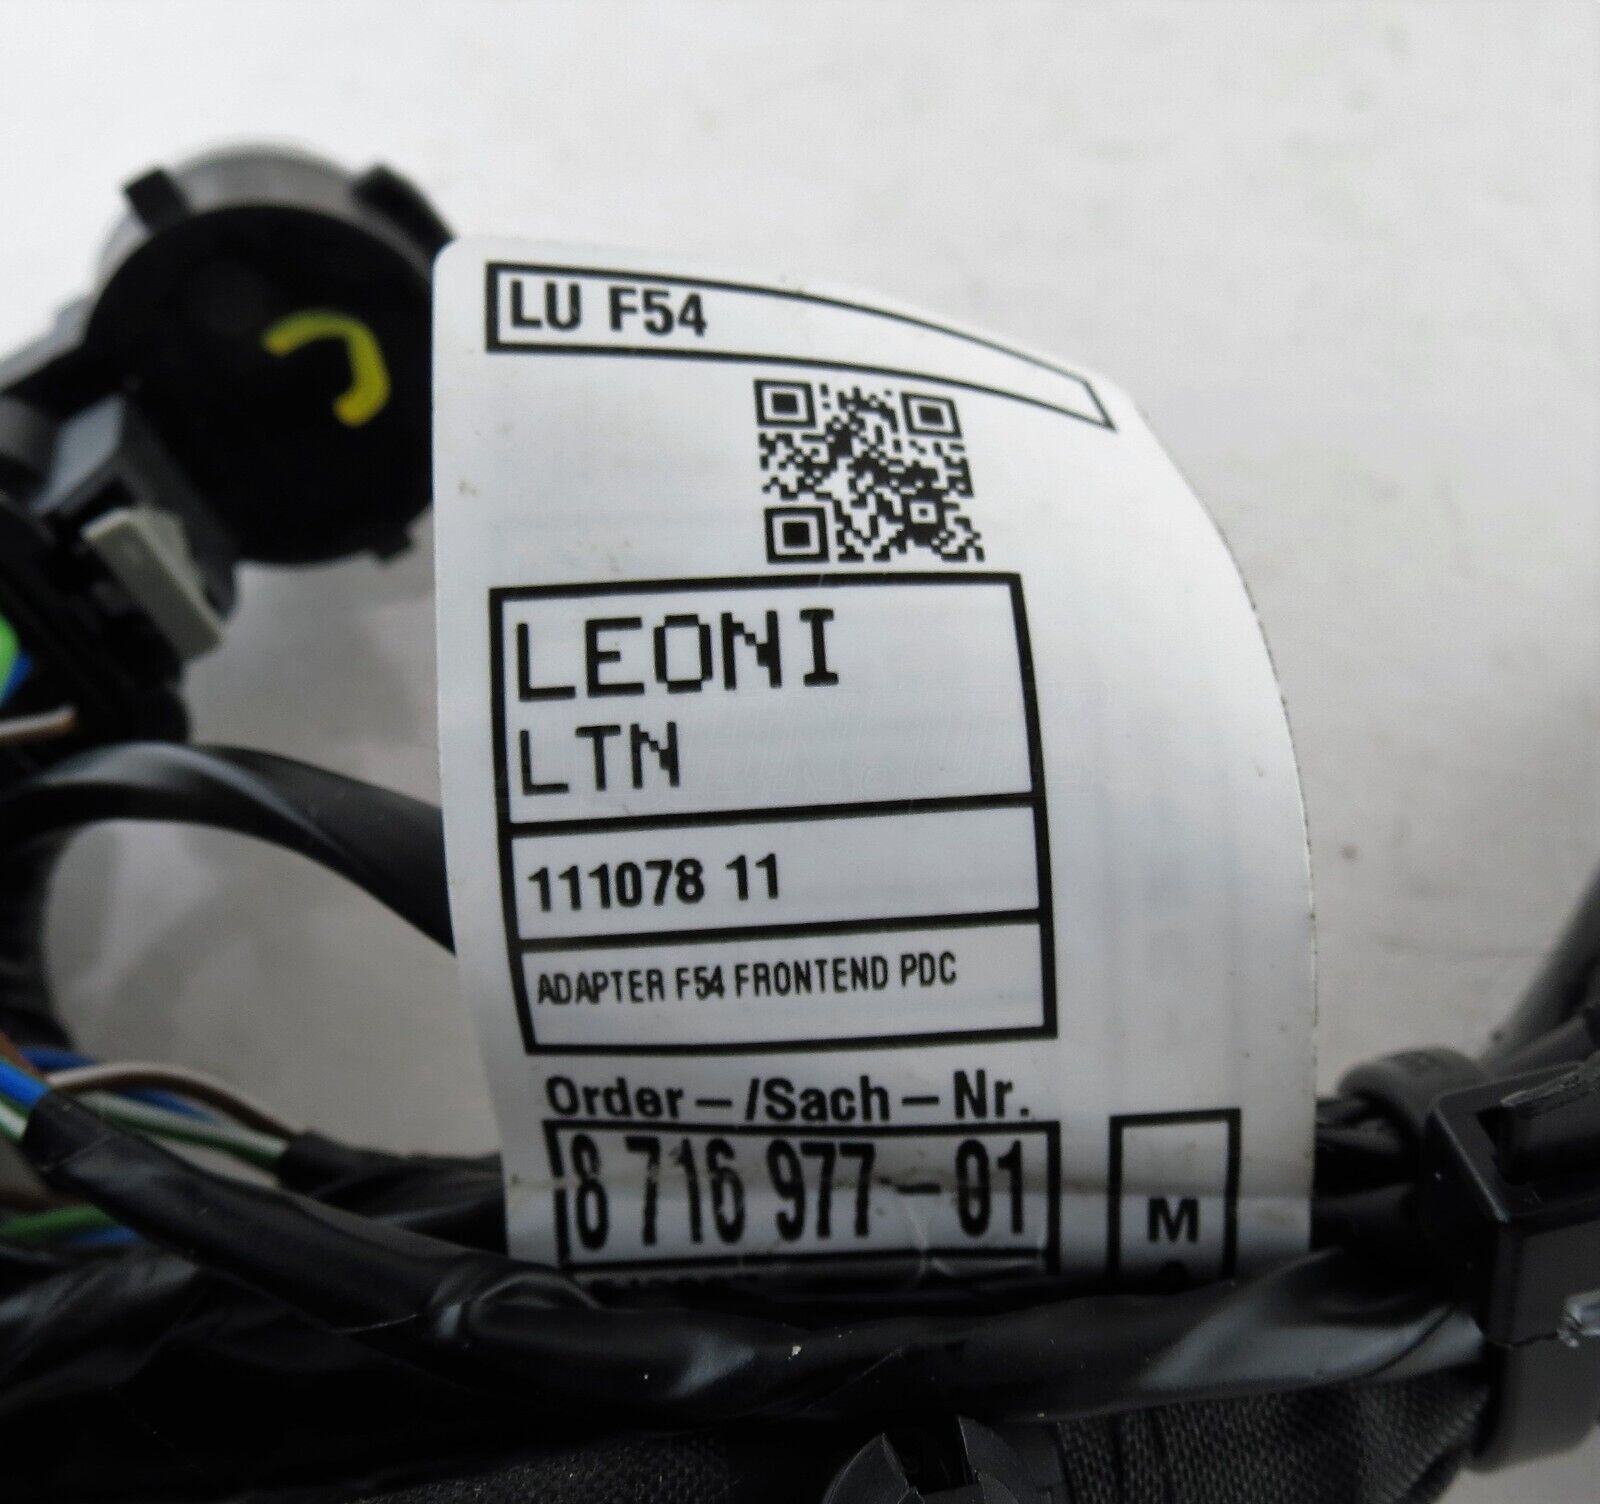 LU F54
LEONI
LTN
111078 11
ADAPTER F54 FRONTEND PDC
Order-/Sach-Nr.
8 716 977-01
M